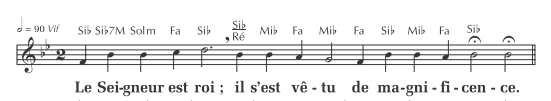 𝅗𝅥 = 90 Vif Si♭ Si♭7M Solm Fa Si♭ Si♭/Ré Mi♭ Fa Mi♭ Fa Si♭ Mi♭ Fa Si♭
2
Le Sei-gneur est roi ; il s'est vê - tu de ma-gni - fi - cen - ce.